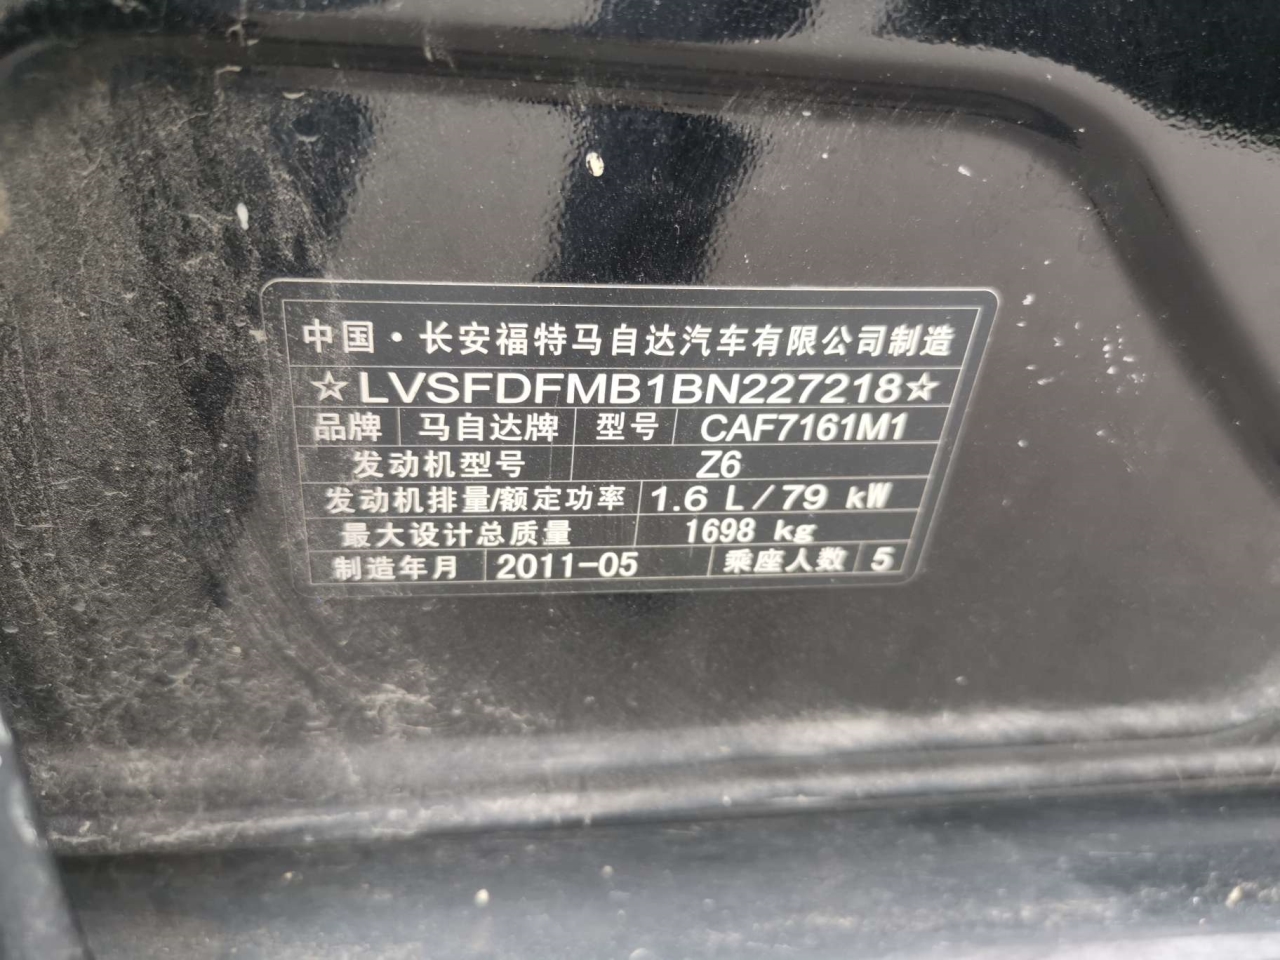 中国·长安福特马自达汽车有限公司制造
☆LVSFDFMB1BN227218☆
品牌 马自达牌 型号 CAF7161M1
发动机型号 Z6
发动机排量/额定功率 1.6 L/79 kW
最大设计总质量 1698 kg
制造年月 2011-05 乘座人数 5